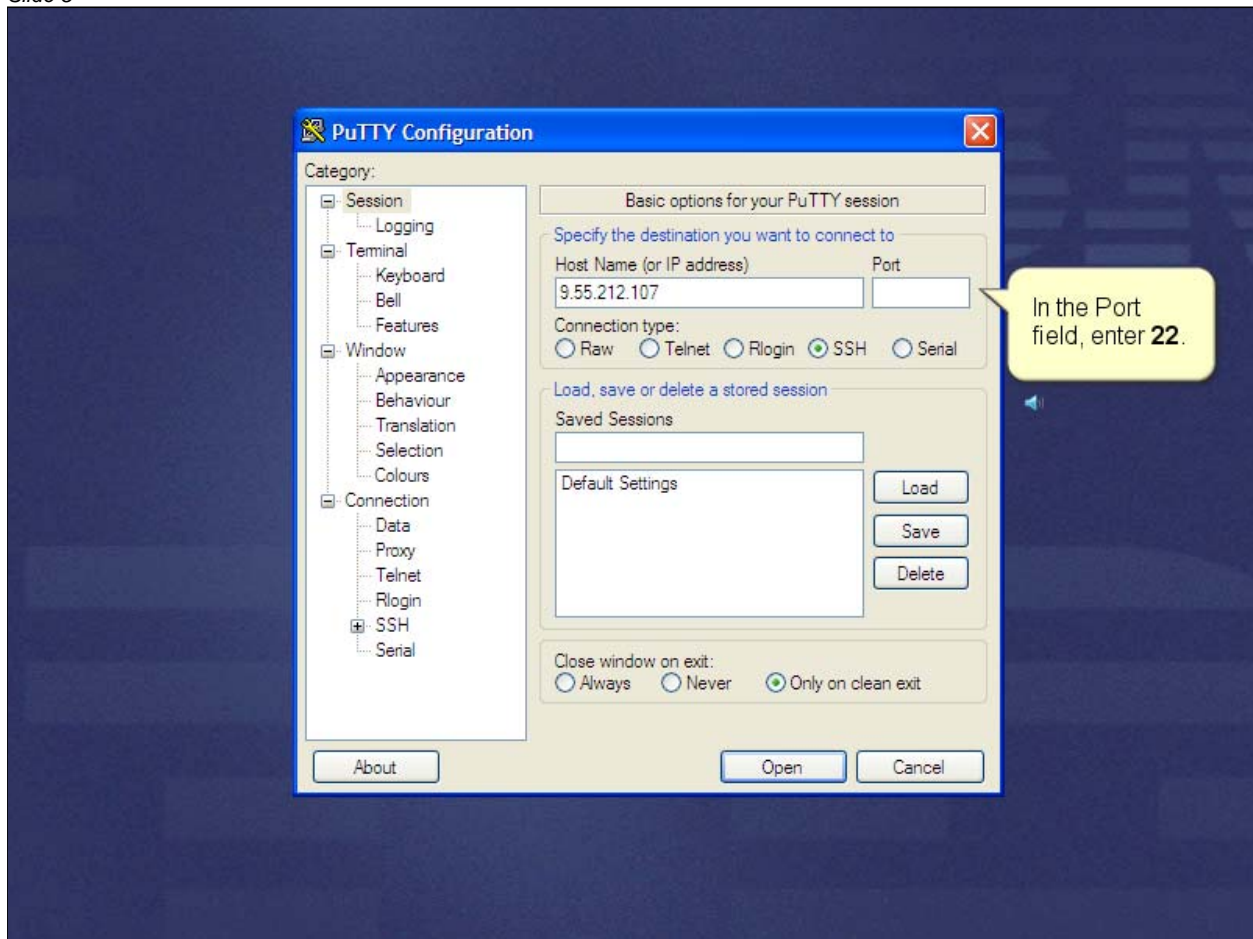 PuTTY Configuration
Category:
Session
Logging
Terminal
Keyboard
Bell
Features
Window
Appearance
Behaviour
Translation
Selection
Colours
Connection
Data
Proxy
Telnet
Rlogin
SSH
Serial
Basic options for your PuTTY session
Specify the destination you want to connect to
Host Name (or IP address) Port
9.55.212.107
Connection type:
Raw Telnet Rlogin SSH Serial
Load, save or delete a stored session
Saved Sessions
Default Settings
Load
Save
Delete
Close window on exit:
Always Never Only on clean exit
About Open Cancel
In the Port
field, enter 22.